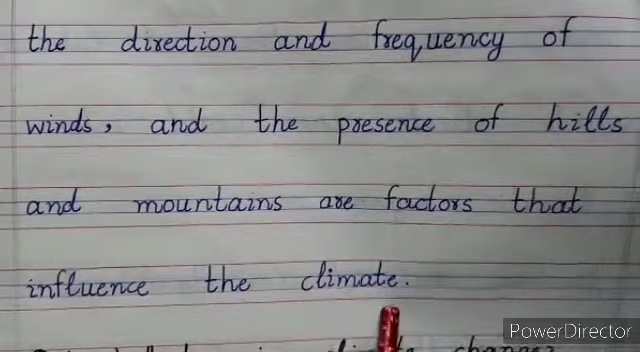 the direction and frequency of
winds, and the presence of hills
and mountains are factors that
influence the climate.
PowerDirector